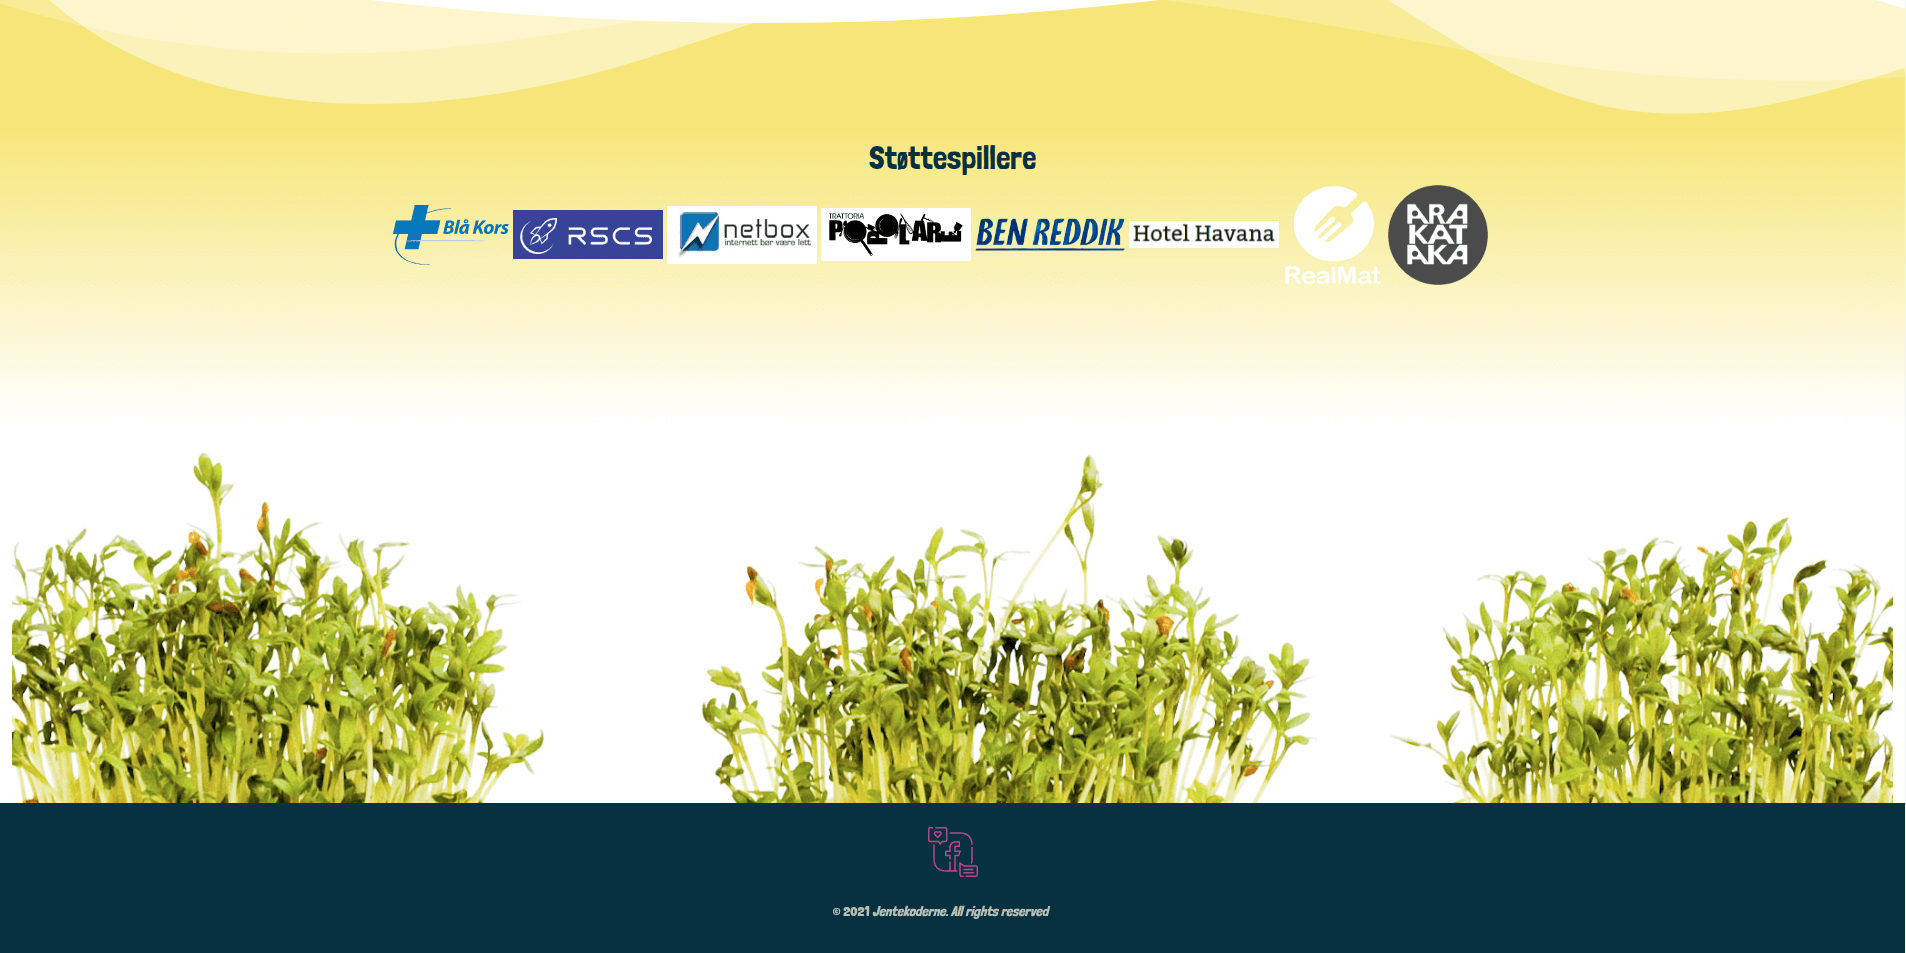 Støttespillere
Blå Kors
RSCS
netbox
internett bør være lett
TRATTORIA
POPOLARE
BEN REDDIK
Hotel Havana
RealMat
ARA
KAT
AKA
© 2021 Jentekoderne. All rights reserved